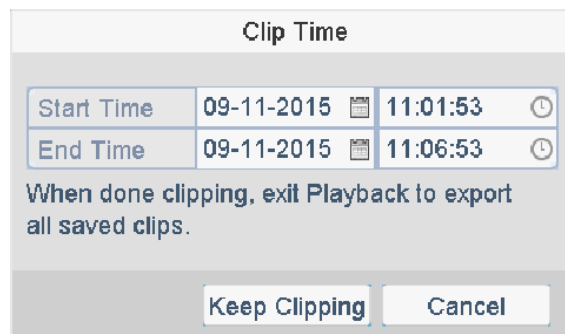 Clip Time
Start Time 09-11-2015 11:01:53
End Time 09-11-2015 11:06:53
When done clipping, exit Playback to export
all saved clips.
Keep Clipping Cancel